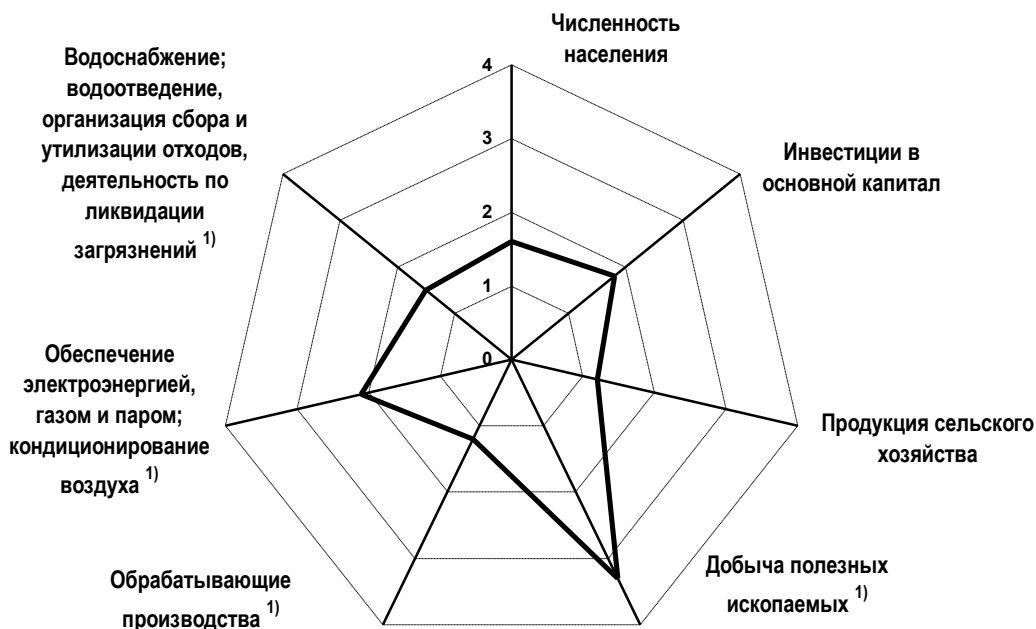 Численность
населения
Инвестиции в
основной капитал
Продукция сельского
хозяйства
Добыча полезных
ископаемых 1)
Обрабатывающие
производства 1)
Обеспечение
электроэнергией,
газом и паром;
кондиционирование
воздуха 1)
Водоснабжение;
водоотведение,
организация сбора и
утилизации отходов,
деятельность по
ликвидации
загрязнений 1)
4
3
2
1
0